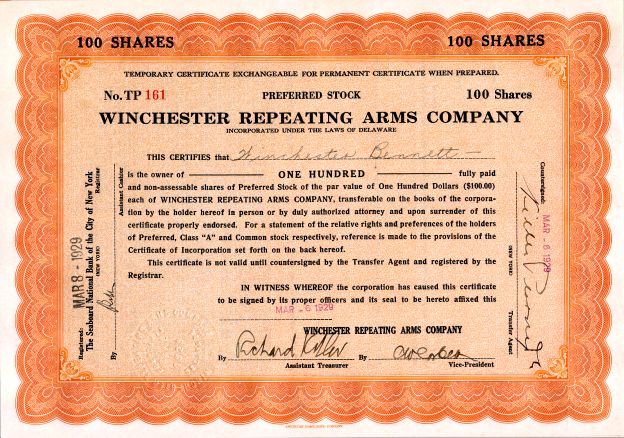 100 SHARES 100 SHARES
TEMPORARY CERTIFICATE EXCHANGEABLE FOR PERMANENT CERTIFICATE WHEN PREPARED.
No. TP 161 PREFERRED STOCK 100 Shares
WINCHESTER REPEATING ARMS COMPANY
INCORPORATED UNDER THE LAWS OF DELAWARE
THIS CERTIFIES that Winchester Bennett
is the owner of ONE HUNDRED fully paid
and non-assessable shares of Preferred Stock of the par value of One Hundred Dollars ($100.00)
each of WINCHESTER REPEATING ARMS COMPANY, transferable on the books of the corpora-
tion by the holder hereof in person or by duly authorized attorney and upon surrender of this
certificate properly endorsed. For a statement of the relative rights and preferences of the holders
of Preferred, Class "A" and Common stock respectively, reference is made to the provisions of the
Certificate of Incorporation set forth on the back hereof.
This certificate is not valid until countersigned by the Transfer Agent and registered by the
Registrar.
IN WITNESS WHEREOF the corporation has caused this certificate
to be signed by its proper officers and its seal to be hereto affixed this
MAR - 6 1929
WINCHESTER REPEATING ARMS COMPANY
By Richard By
Assistant Treasurer Vice-President
Registered: MAR 8 - 1929
The Seaboard National Bank of the City of New York
Registrar
By Assistant Cashier
Countersigned:
MAR - 6 1929
NEW YORK Transfer Agent
AMERICAN BANK NOTE COMPANY